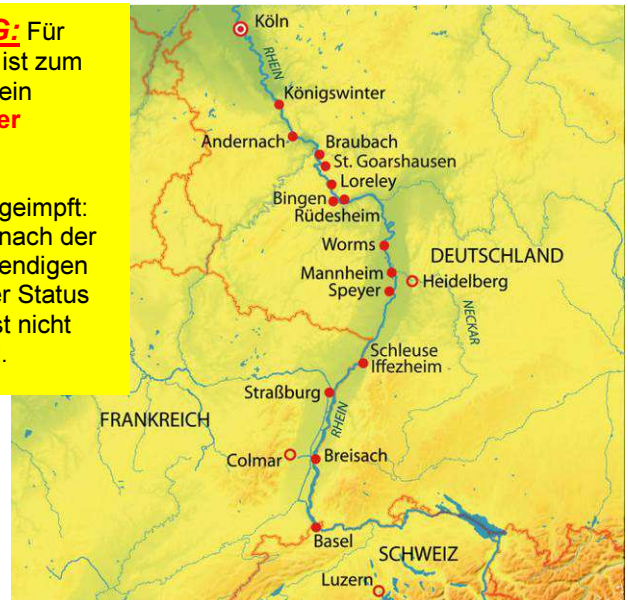 G: Für
ist zum
ein
er
geimpft:
nach der
endigen
er Status
st nicht
.
Köln
RHEIN
Königswinter
Andernach
Braubach
St. Goarshausen
Loreley
Bingen
Rüdesheim
Worms
DEUTSCHLAND
Mannheim
Heidelberg
Speyer
NECKAR
Schleuse
Iffezheim
Straßburg
FRANKREICH
RHEIN
Colmar
Breisach
Basel
SCHWEIZ
Luzern